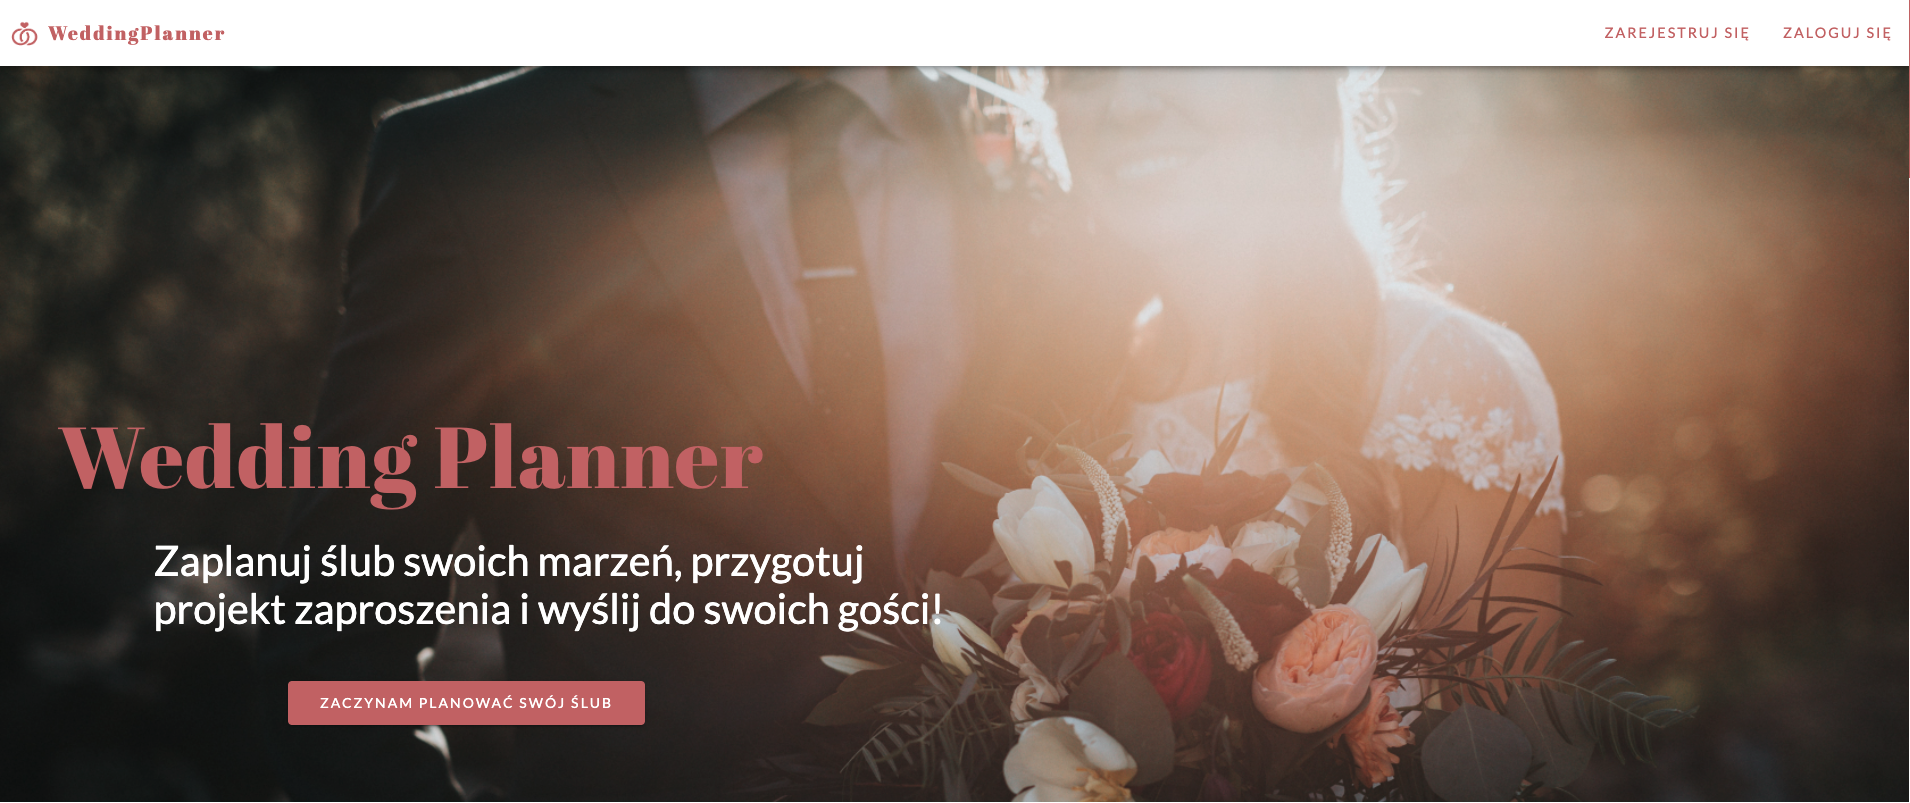 WeddingPlanner
ZAREJESTRUJ SIĘ
ZALOGUJ SIĘ
Wedding Planner
Zaplanuj ślub swoich marzeń, przygotuj
projekt zaproszenia i wyślij do swoich gości!
ZACZYNAM PLANOWAĆ SWÓJ ŚLUB